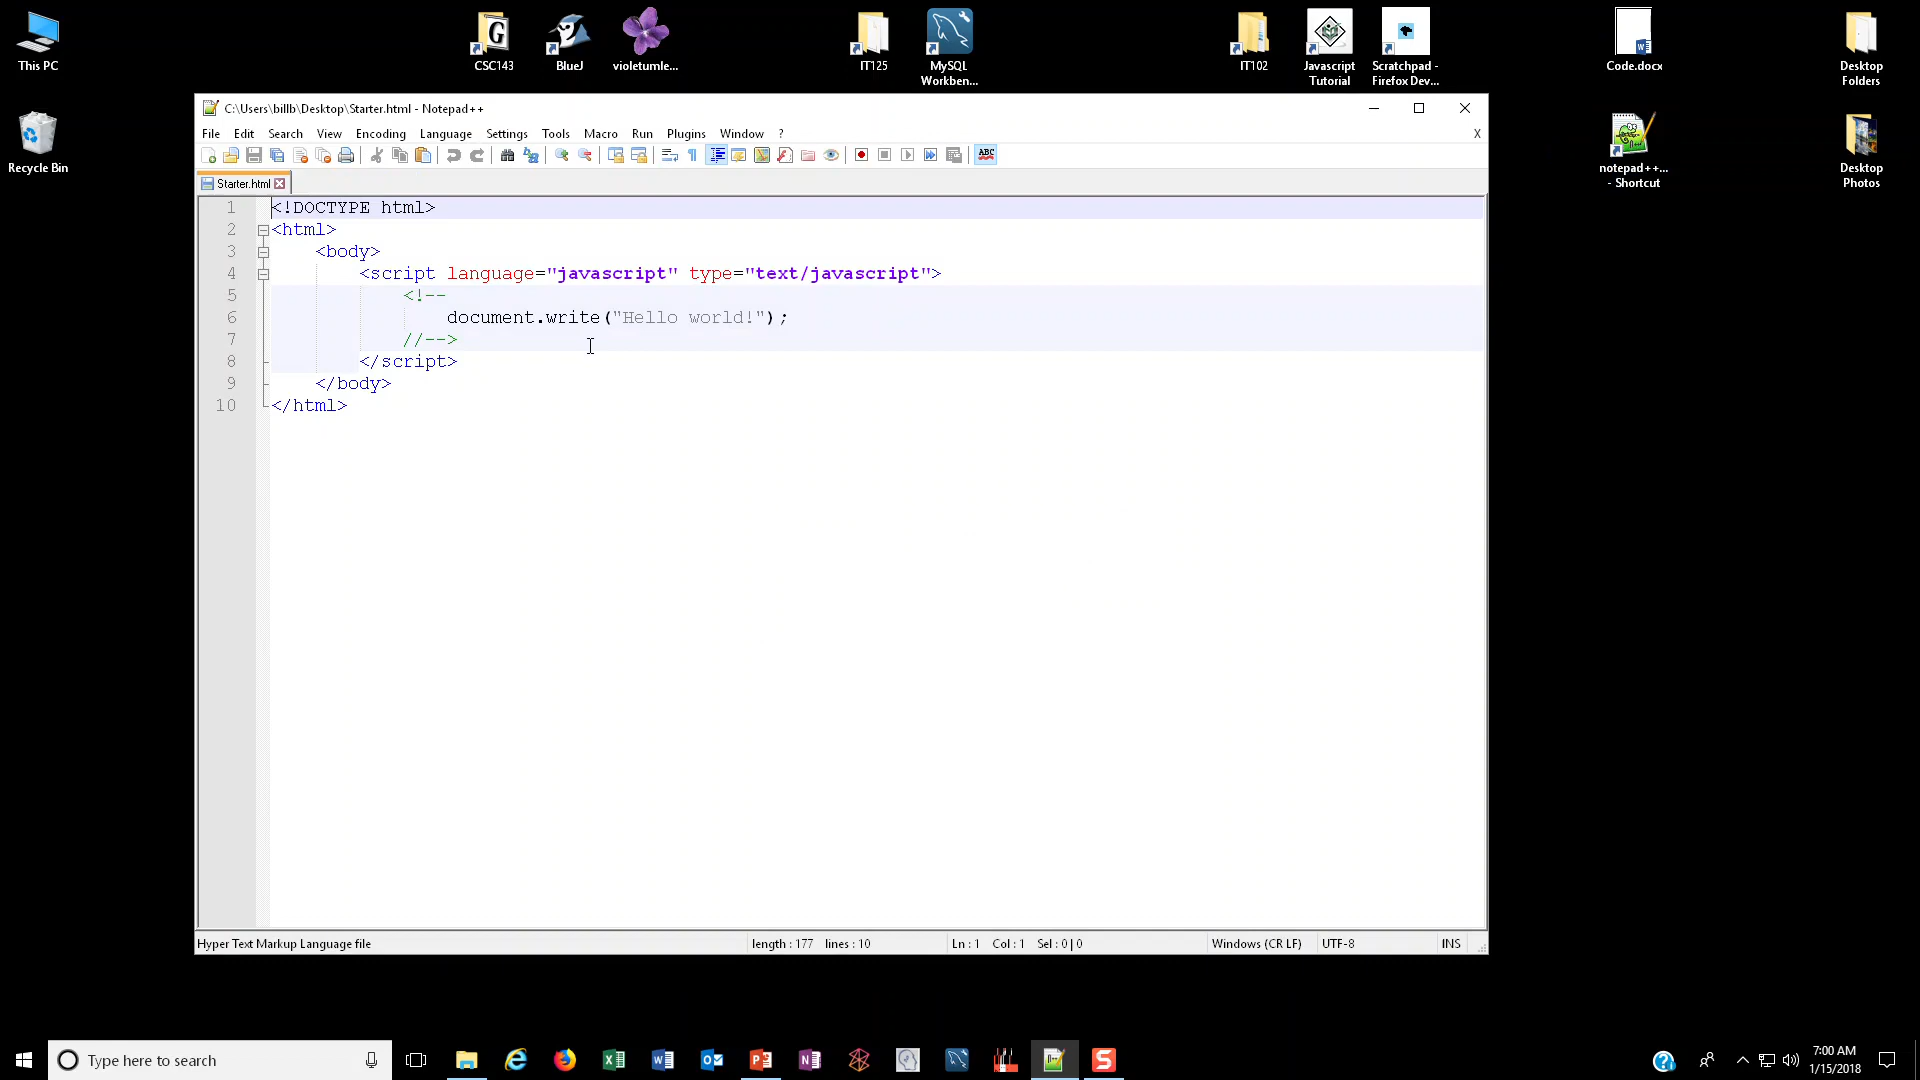 This PC
CSC143
BlueJ
violetumle...
IT125
MySQL
Workben...
IT102
Javascript
Tutorial
Scratchpad -
Firefox Dev...
Code.docx
Desktop
Folders
Recycle Bin
notepad++...
- Shortcut
Desktop
Photos
C:\Users\billb\Desktop\Starter.html - Notepad++
File Edit Search View Encoding Language Settings Tools Macro Run Plugins Window ? X
ABC
Starter.html
1 <!DOCTYPE html>
2 <html>
3 <body>
4 <script language="javascript" type="text/javascript">
5 <!--
6 document.write("Hello world!");
7 //-->
8 </script>
9 </body>
10 </html>
Hyper Text Markup Language file length : 177 lines : 10 Ln : 1 Col : 1 Sel : 0 | 0 Windows (CR LF) UTF-8 INS
Type here to search
7:00 AM
1/15/2018